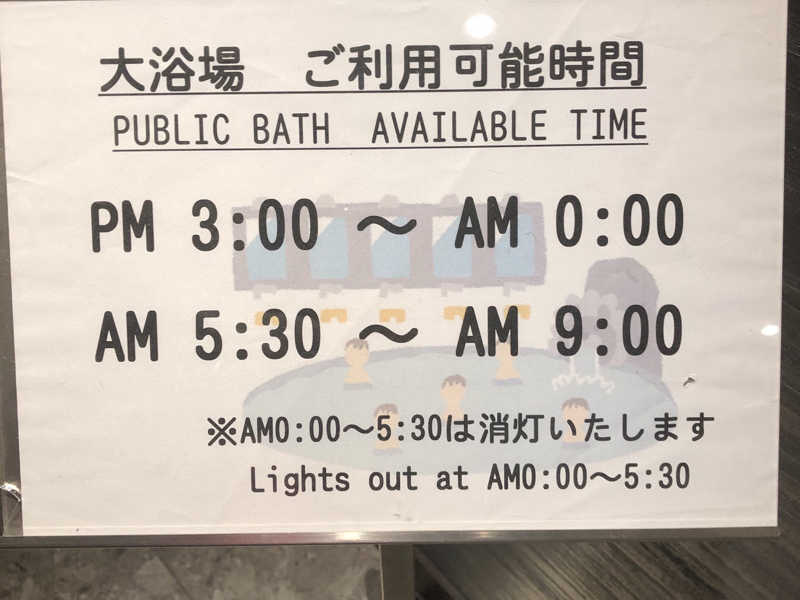 大浴場　ご利用可能時間
PUBLIC BATH　AVAILABLE TIME
PM 3:00 ～ AM 0:00
AM 5:30 ～ AM 9:00
※AM0:00～5:30は消灯いたします
Lights out at AM0:00～5:30